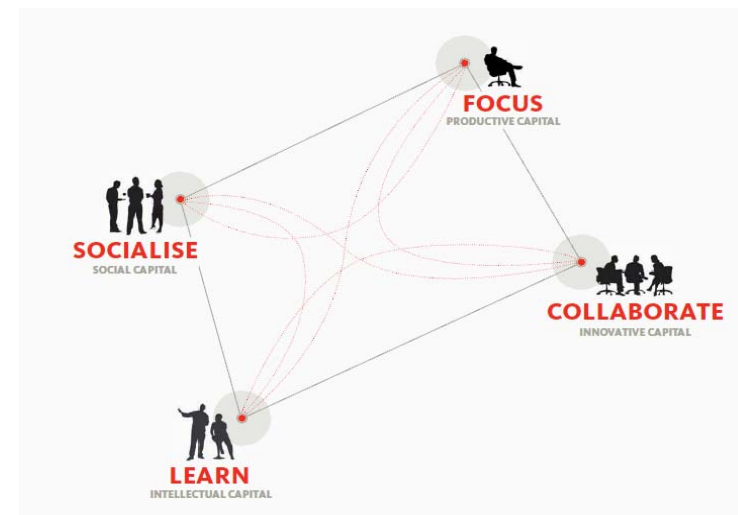 FOCUS
PRODUCTIVE CAPITAL
SOCIALISE
SOCIAL CAPITAL
COLLABORATE
INNOVATIVE CAPITAL
LEARN
INTELLECTUAL CAPITAL